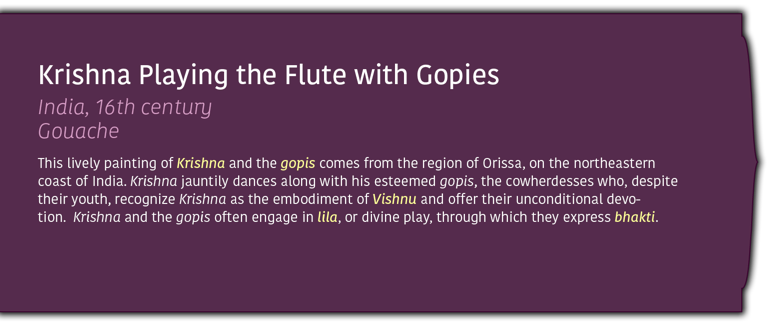 Krishna Playing the Flute with Gopies
India, 16th century
Gouache
This lively painting of Krishna and the gopis comes from the region of Orissa, on the northeastern
coast of India. Krishna jauntily dances along with his esteemed gopis, the cowherdesses who, despite
their youth, recognize Krishna as the embodiment of Vishnu and offer their unconditional devo-
tion. Krishna and the gopis often engage in lila, or divine play, through which they express bhakti.